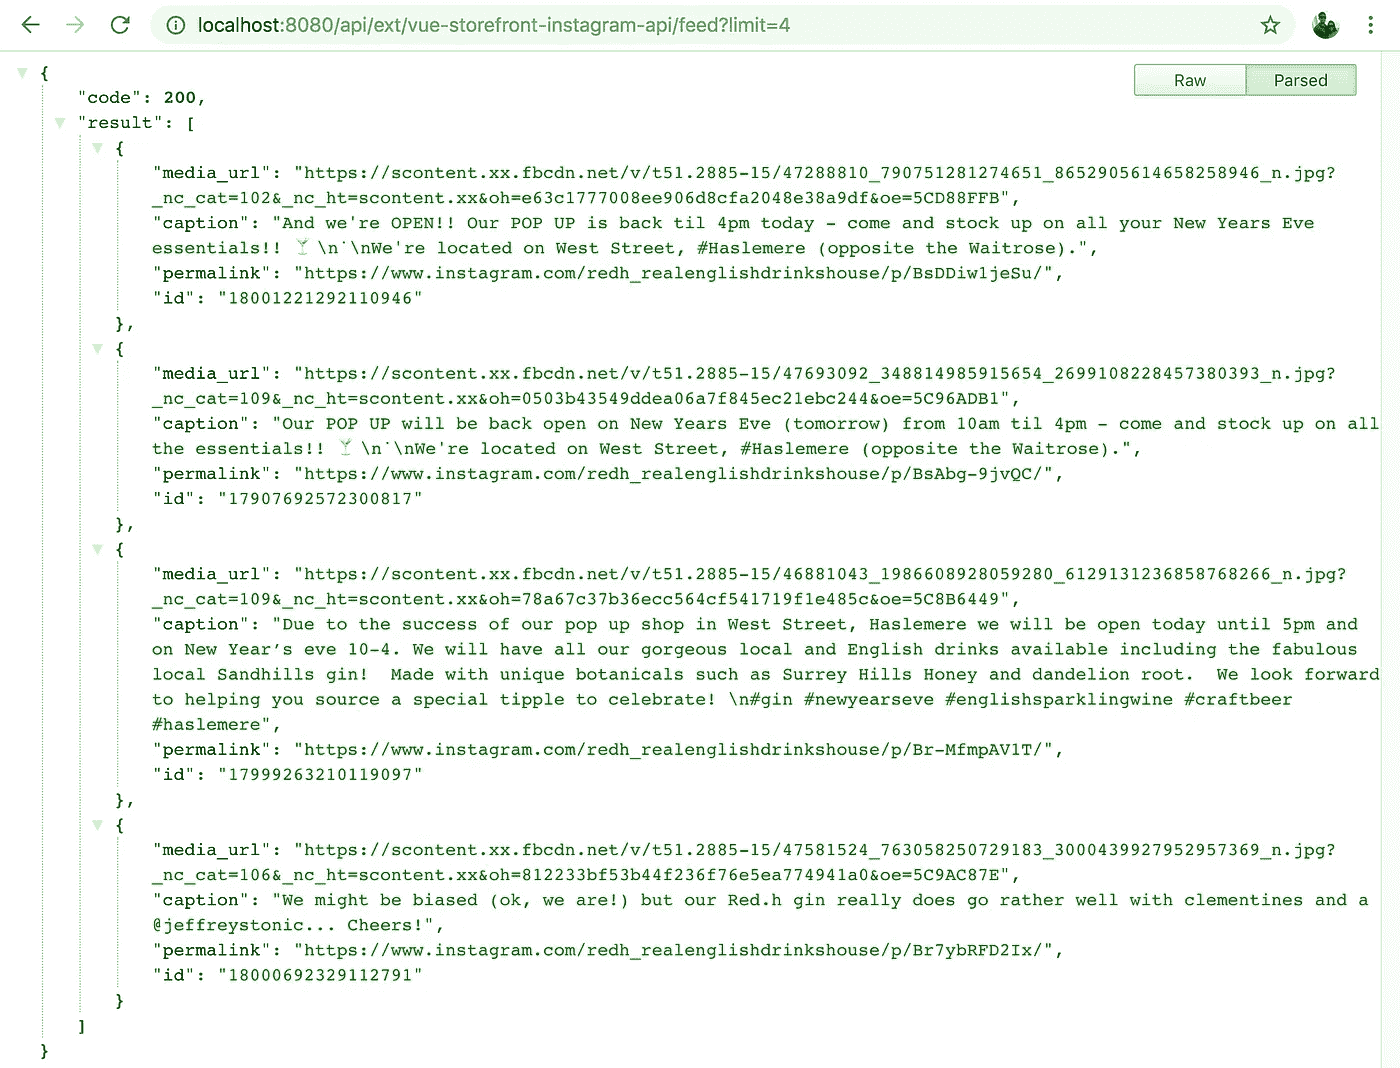 localhost:8080/api/ext/vue-storefront-instagram-api/feed?limit=4
Raw Parsed
{
"code": 200,
"result": [
{
"media_url": "https://scontent.xx.fbcdn.net/v/t51.2885-15/47288810_790751281274651_8652905614658258946_n.jpg?
_nc_cat=102&_nc_ht=scontent.xx&oh=e63c1777008ee906d8cfa2048e38a9df&oe=5CD88FFB",
"caption": "And we're OPEN!! Our POP UP is back til 4pm today - come and stock up on all your New Years Eve
essentials!! 🍸 \n˙\nWe're located on West Street, #Haslemere (opposite the Waitrose).",
"permalink": "https://www.instagram.com/redh_realenglishdrinkshouse/p/BsDDiw1jeSu/",
"id": "18001221292110946"
},
{
"media_url": "https://scontent.xx.fbcdn.net/v/t51.2885-15/47693092_348814985915654_2699108228457380393_n.jpg?
_nc_cat=109&_nc_ht=scontent.xx&oh=0503b43549ddea06a7f845ec21ebc244&oe=5C96ADB1",
"caption": "Our POP UP will be back open on New Years Eve (tomorrow) from 10am til 4pm - come and stock up on all
the essentials!! 🍸 \n˙\nWe're located on West Street, #Haslemere (opposite the Waitrose).",
"permalink": "https://www.instagram.com/redh_realenglishdrinkshouse/p/BsAbg-9jvQC/",
"id": "17907692572300817"
},
{
"media_url": "https://scontent.xx.fbcdn.net/v/t51.2885-15/46881043_1986608928059280_6129131236858768266_n.jpg?
_nc_cat=109&_nc_ht=scontent.xx&oh=78a67c37b36ecc564cf541719f1e485c&oe=5C8B6449",
"caption": "Due to the success of our pop up shop in West Street, Haslemere we will be open today until 5pm and
on New Year’s eve 10-4. We will have all our gorgeous local and English drinks available including the fabulous
local Sandhills gin!  Made with unique botanicals such as Surrey Hills Honey and dandelion root.  We look forward
to helping you source a special tipple to celebrate! \n#gin #newyearseve #englishsparklingwine #craftbeer
#haslemere",
"permalink": "https://www.instagram.com/redh_realenglishdrinkshouse/p/Br-MfmpAV1T/",
"id": "17999263210119097"
},
{
"media_url": "https://scontent.xx.fbcdn.net/v/t51.2885-15/47581524_763058250729183_3000439927952957369_n.jpg?
_nc_cat=106&_nc_ht=scontent.xx&oh=812233bf53b44f236f76e5ea774941a0&oe=5C9AC87E",
"caption": "We might be biased (ok, we are!) but our Red.h gin really does go rather well with clementines and a
@jeffreystonic... Cheers!",
"permalink": "https://www.instagram.com/redh_realenglishdrinkshouse/p/Br7ybRFD2Ix/",
"id": "18000692329112791"
}
]
}